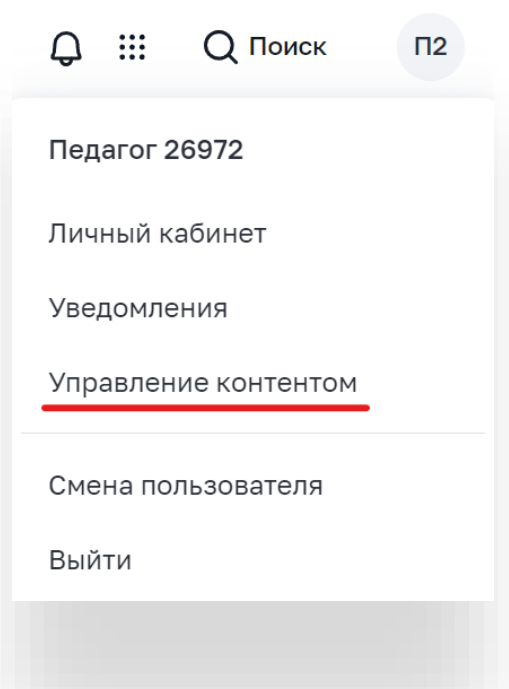 Поиск П2
Педагог 26972
Личный кабинет
Уведомления
Управление контентом
Смена пользователя
Выйти